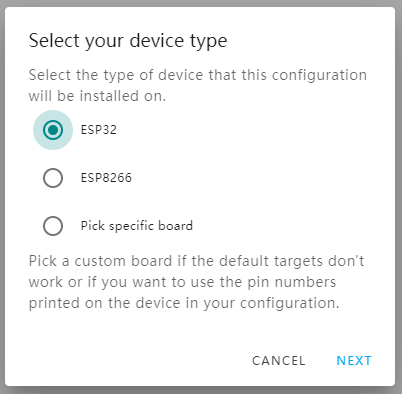 Select your device type
Select the type of device that this configuration
will be installed on.
ESP32
ESP8266
Pick specific board
Pick a custom board if the default targets don't
work or if you want to use the pin numbers
printed on the device in your configuration.
CANCEL NEXT